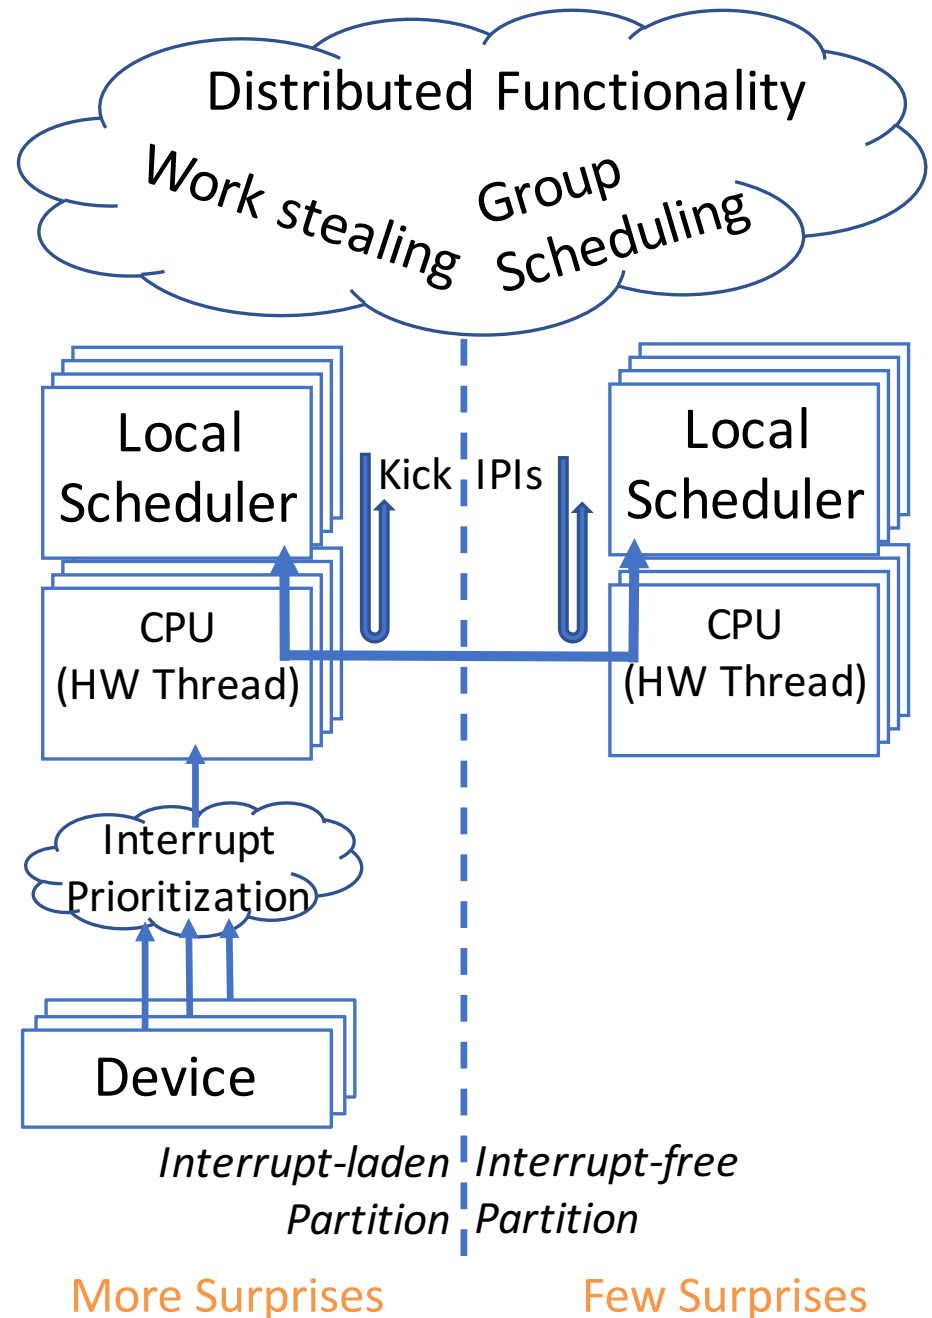 Distributed Functionality
Work stealing
Group
Scheduling
Local
Scheduler
Kick IPIs
Local
Scheduler
CPU
(HW Thread)
CPU
(HW Thread)
Interrupt
Prioritization
Device
Interrupt-laden
Partition
Interrupt-free
Partition
More Surprises
Few Surprises